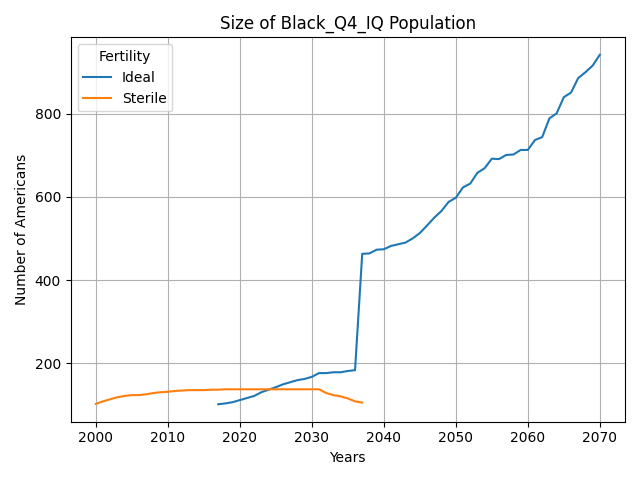 Size of Black_Q4_IQ Population
Fertility
Ideal
Sterile
Number of Americans
800
600
400
200
2000 2010 2020 2030 2040 2050 2060 2070
Years